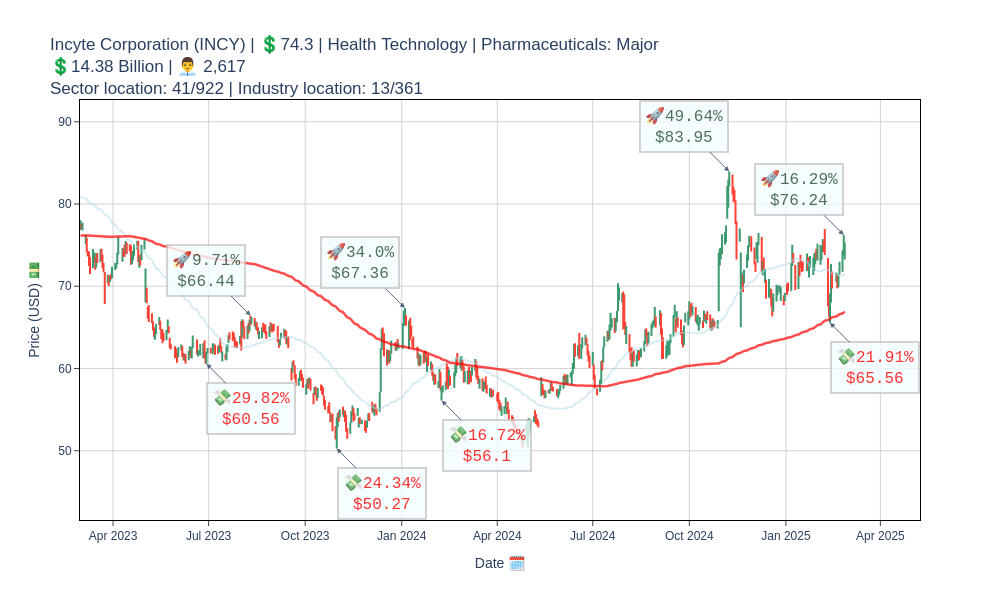 Incyte Corporation (INCY) | 💲74.3 | Health Technology | Pharmaceuticals: Major
💲14.38 Billion | 👨‍💼 2,617
Sector location: 41/922 | Industry location: 13/361
90
80
70
60
50
Price (USD) 💵
🚀9.71%
$66.44
🚀34.0%
$67.36
🚀49.64%
$83.95
🚀16.29%
$76.24
💸29.82%
$60.56
💸24.34%
$50.27
💸16.72%
$56.1
💸21.91%
$65.56
Apr 2023
Jul 2023
Oct 2023
Jan 2024
Apr 2024
Jul 2024
Oct 2024
Jan 2025
Apr 2025
Date 🗓️